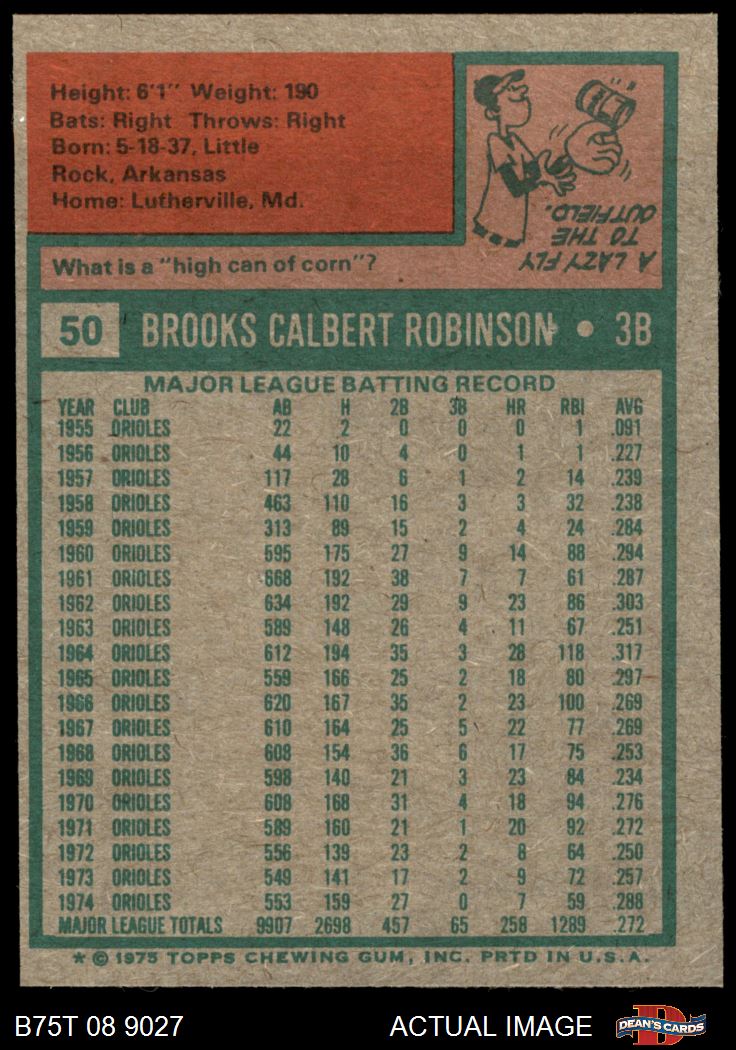 Height: 6'1" Weight: 190
Bats: Right Throws: Right
Born: 5-18-37, Little
Rock, Arkansas
Home: Lutherville, Md.
What is a "high can of corn"?
A LAZY FLY
TO THE
OUTFIELD.
50 BROOKS CALBERT ROBINSON • 3B
MAJOR LEAGUE BATTING RECORD
YEAR CLUB AB H 2B 3B HR RBI AVG
1955 ORIOLES 22 2 0 0 0 1 .091
1956 ORIOLES 44 10 4 0 1 1 .227
1957 ORIOLES 117 28 6 1 2 14 .239
1958 ORIOLES 463 110 16 3 3 32 .238
1959 ORIOLES 313 89 15 2 4 24 .284
1960 ORIOLES 595 175 27 9 14 88 .294
1961 ORIOLES 668 192 38 7 7 61 .287
1962 ORIOLES 634 192 29 9 23 86 .303
1963 ORIOLES 589 148 26 4 11 67 .251
1964 ORIOLES 612 194 35 3 28 118 .317
1965 ORIOLES 559 166 25 2 18 80 .297
1966 ORIOLES 620 167 35 2 23 100 .269
1967 ORIOLES 610 164 25 5 22 77 .269
1968 ORIOLES 608 154 36 6 17 75 .253
1969 ORIOLES 598 140 21 3 23 84 .234
1970 ORIOLES 608 168 31 4 18 94 .276
1971 ORIOLES 589 160 21 1 20 92 .272
1972 ORIOLES 556 139 23 2 8 64 .250
1973 ORIOLES 549 141 17 2 9 72 .257
1974 ORIOLES 553 159 27 0 7 59 .288
MAJOR LEAGUE TOTALS 9907 2698 457 65 258 1289 .272
* © 1975 TOPPS CHEWING GUM, INC. PRTD IN U.S.A.
B75T 08 9027 ACTUAL IMAGE D DEAN'S CARDS